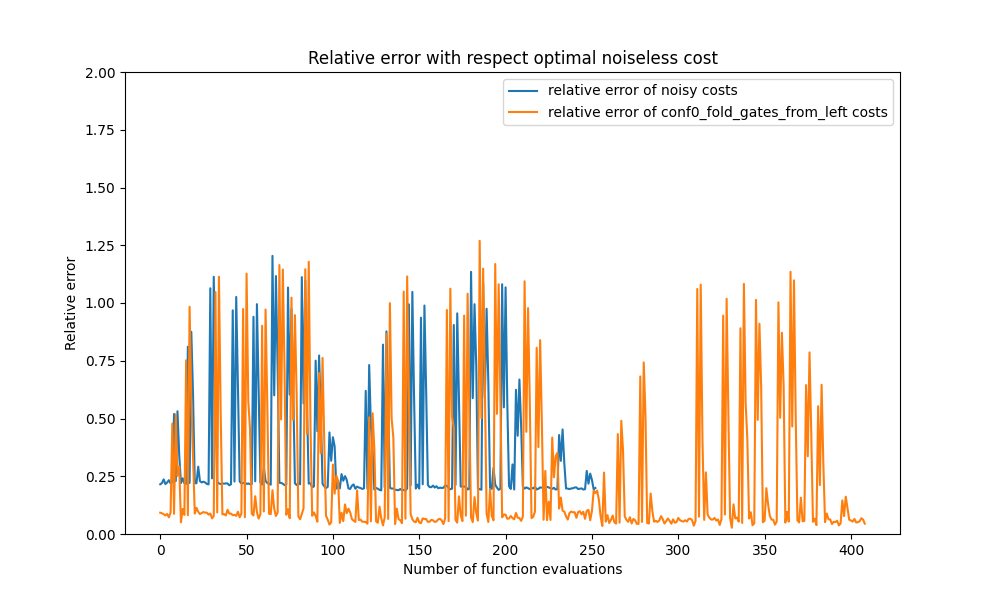 Relative error with respect optimal noiseless cost
relative error of noisy costs
relative error of conf0_fold_gates_from_left costs
2.00
1.75
1.50
1.25
1.00
0.75
0.50
0.25
0.00
Relative error
0 50 100 150 200 250 300 350 400
Number of function evaluations